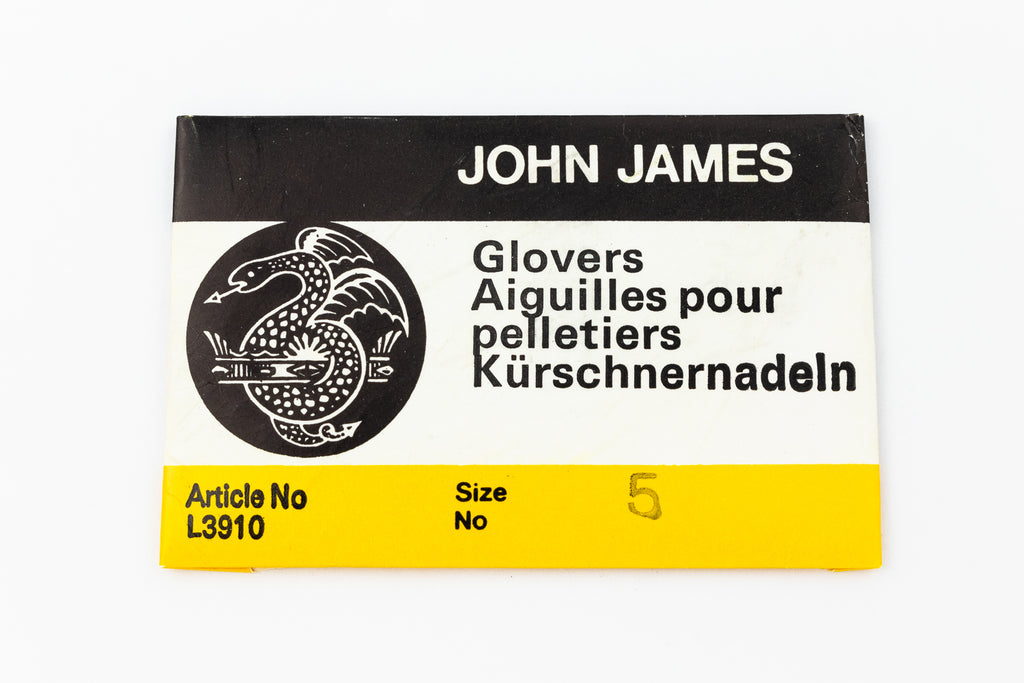 JOHN JAMES
Glovers
Aiguilles pour
pelletiers
Kürschnernadeln
Article No
L3910
Size
No
5